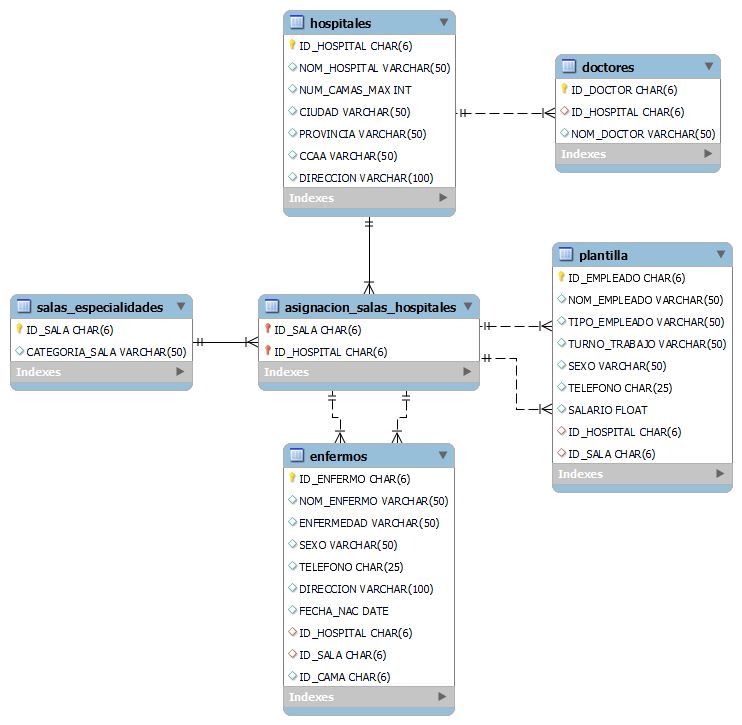 hospitales
ID_HOSPITAL CHAR(6)
NOM_HOSPITAL VARCHAR(50)
NUM_CAMAS_MAX INT
CIUDAD VARCHAR(50)
PROVINCIA VARCHAR(50)
CCAA VARCHAR(50)
DIRECCION VARCHAR(100)
Indexes
doctores
ID_DOCTOR CHAR(6)
ID_HOSPITAL CHAR(6)
NOM_DOCTOR VARCHAR(50)
Indexes
salas_especialidades
ID_SALA CHAR(6)
CATEGORIA_SALA VARCHAR(50)
Indexes
asignacion_salas_hospitales
ID_SALA CHAR(6)
ID_HOSPITAL CHAR(6)
Indexes
plantilla
ID_EMPLEADO CHAR(6)
NOM_EMPLEADO VARCHAR(50)
TIPO_EMPLEADO VARCHAR(50)
TURNO_TRABAJO VARCHAR(50)
SEXO VARCHAR(50)
TELEFONO CHAR(25)
SALARIO FLOAT
ID_HOSPITAL CHAR(6)
ID_SALA CHAR(6)
Indexes
enfermos
ID_ENFERMO CHAR(6)
NOM_ENFERMO VARCHAR(50)
ENFERMEDAD VARCHAR(50)
SEXO VARCHAR(50)
TELEFONO CHAR(25)
DIRECCION VARCHAR(100)
FECHA_NAC DATE
ID_HOSPITAL CHAR(6)
ID_SALA CHAR(6)
ID_CAMA CHAR(6)
Indexes